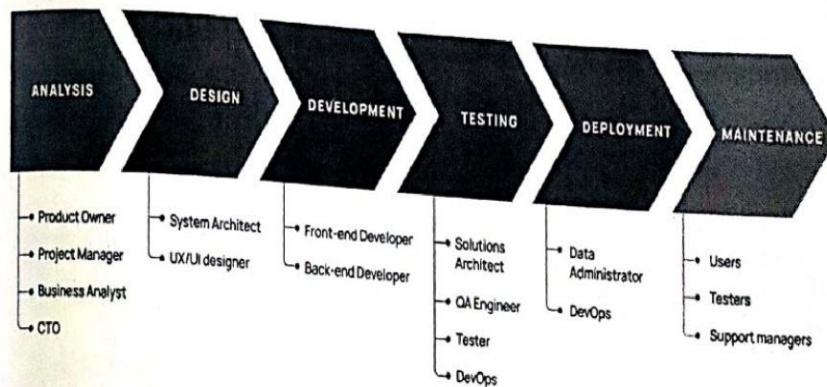 ANALYSIS
DESIGN
DEVELOPMENT
TESTING
DEPLOYMENT
MAINTENANCE
Product Owner
Project Manager
Business Analyst
CTO
System Architect
UX/UI designer
Front-end Developer
Back-end Developer
Solutions
Architect
QA Engineer
Tester
DevOps
Data
Administrator
DevOps
Users
Testers
Support managers